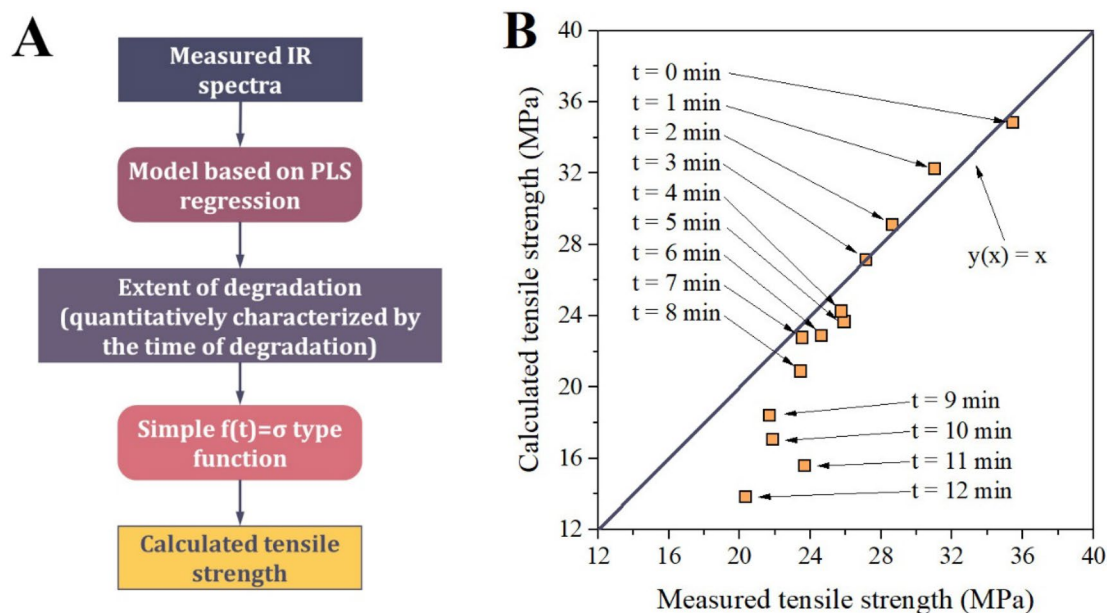 A
Measured IR
spectra
Model based on PLS
regression
Extent of degradation
(quantitatively characterized by
the time of degradation)
Simple f(t)=σ type
function
Calculated tensile
strength
B
Calculated tensile strength (MPa)
40
36
32
28
24
20
16
12
t = 0 min
t = 1 min
t = 2 min
t = 3 min
t = 4 min
t = 5 min
t = 6 min
t = 7 min
t = 8 min
y(x) = x
t = 9 min
t = 10 min
t = 11 min
t = 12 min
12 16 20 24 28 32 36 40
Measured tensile strength (MPa)